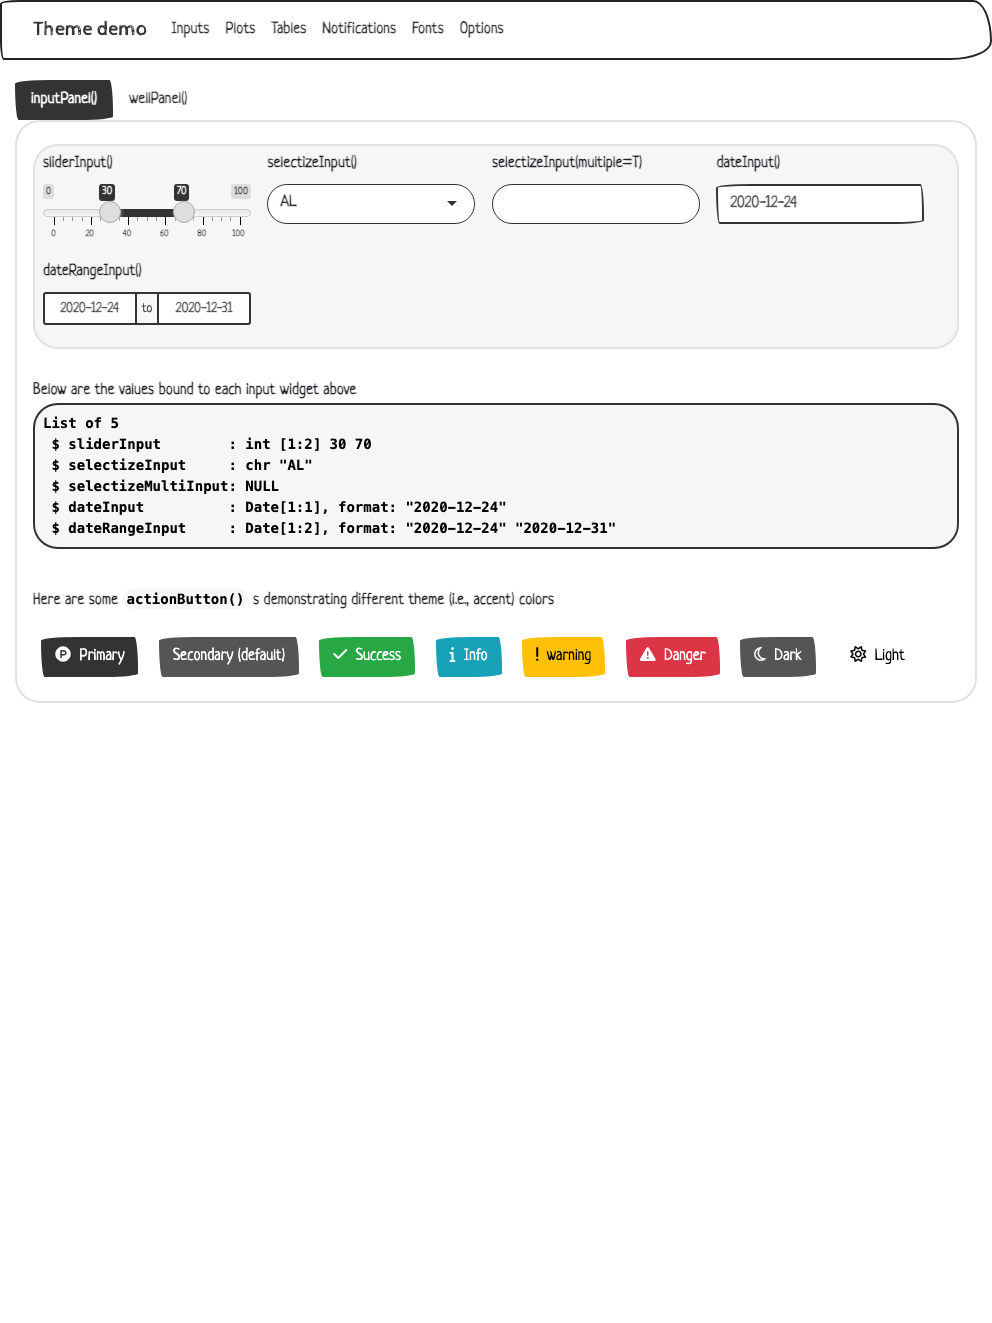 Theme demo Inputs Plots Tables Notifications Fonts Options
inputPanel() wellPanel()
sliderInput() selectizeInput() selectizeInput(multiple=T) dateInput()
0 30 70 100
AL
2020-12-24
0 20 40 60 80 100
dateRangeInput()
2020-12-24 to 2020-12-31
Below are the values bound to each input widget above
List of 5
$ sliderInput : int [1:2] 30 70
$ selectizeInput : chr "AL"
$ selectizeMultiInput: NULL
$ dateInput : Date[1:1], format: "2020-12-24"
$ dateRangeInput : Date[1:2], format: "2020-12-24" "2020-12-31"
Here are some actionButton() s demonstrating different theme (i.e., accent) colors
Primary Secondary (default) Success Info warning Danger Dark Light